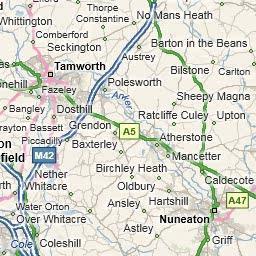 Thorpe
Constantine
No Mans Heath
Whittington
Comberford
Seckington
Barton in the Beans
Austrey
Tamworth
Bilstone
Polesworth
Carlton
Fazeley
Sheepy Magna
Anker
Bangley
Dosthill
Ratcliffe Culey
Upton
Drayton Bassett
Grendon
A5
Atherstone
Piccadilly
Baxterley
M42
Mancetter
Nether
Whitacre
Birchley Heath
Caldecote
Oldbury
A47
Water Orton
Ansley
Hartshill
Over Whitacre
Nuneaton
Astley
Cole
Coleshill
Griff